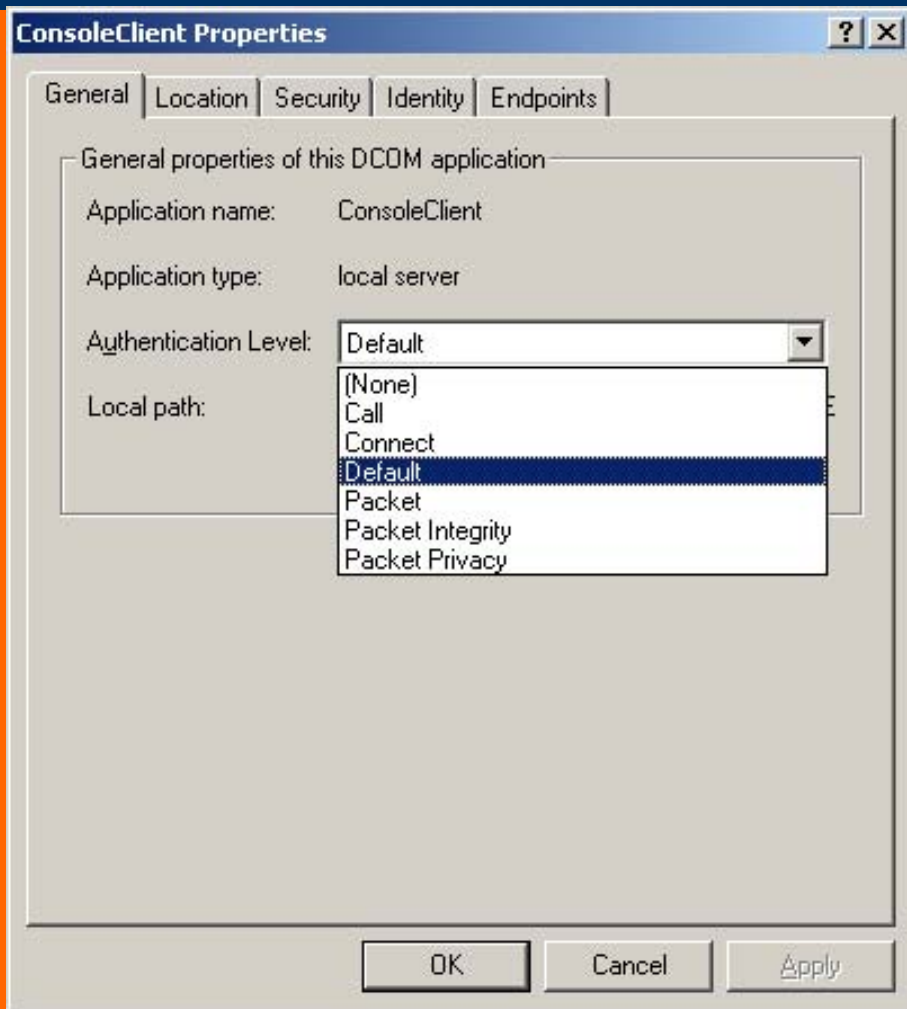 ConsoleClient Properties
General Location Security Identity Endpoints
General properties of this DCOM application
Application name: ConsoleClient
Application type: local server
Authentication Level: Default
(None)
Call
Connect
Default
Packet
Packet Integrity
Packet Privacy
Local path:
OK Cancel Apply